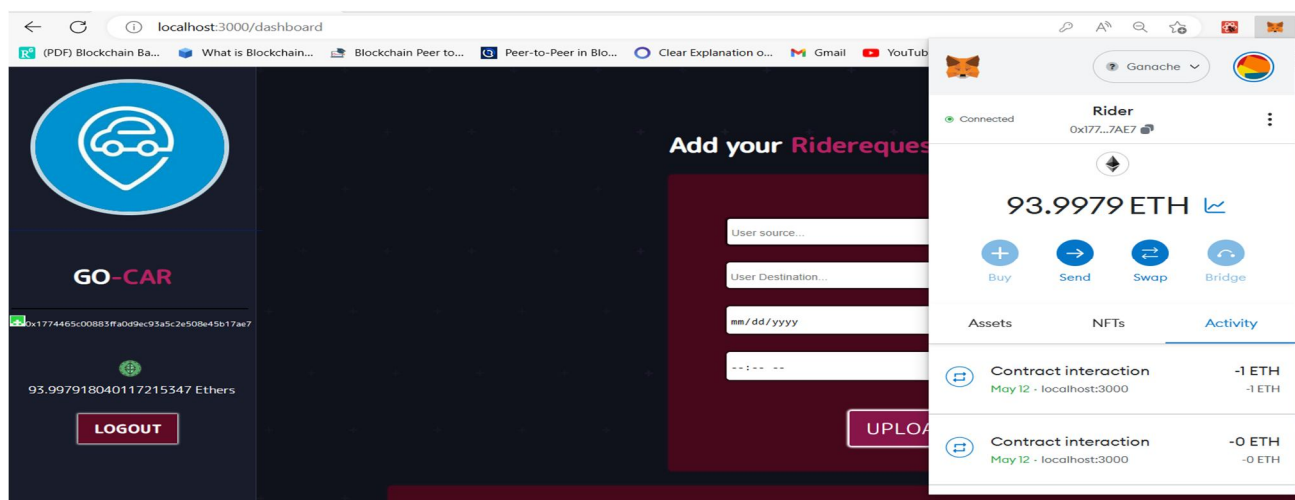 localhost:3000/dashboard
(PDF) Blockchain Ba...
What is Blockchain...
Blockchain Peer to...
Peer-to-Peer in Blo...
Clear Explanation o...
Gmail
YouTub
GO-CAR
0x1774465c00883ffa0d9ec93a5c2e508e45b17ae7
93.997918040117215347 Ethers
LOGOUT
Add your Riderequес
User source...
User Destination...
mm/dd/yyyy
--:-- --
UPLOA
Ganache
Connected
Rider
0x177...7AE7
93.9979 ETH
Buy
Send
Swap
Bridge
Assets
NFTs
Activity
Contract interaction
-1 ETH
May 12 · localhost:3000
-1 ETH
Contract interaction
-0 ETH
May 12 · localhost:3000
-0 ETH